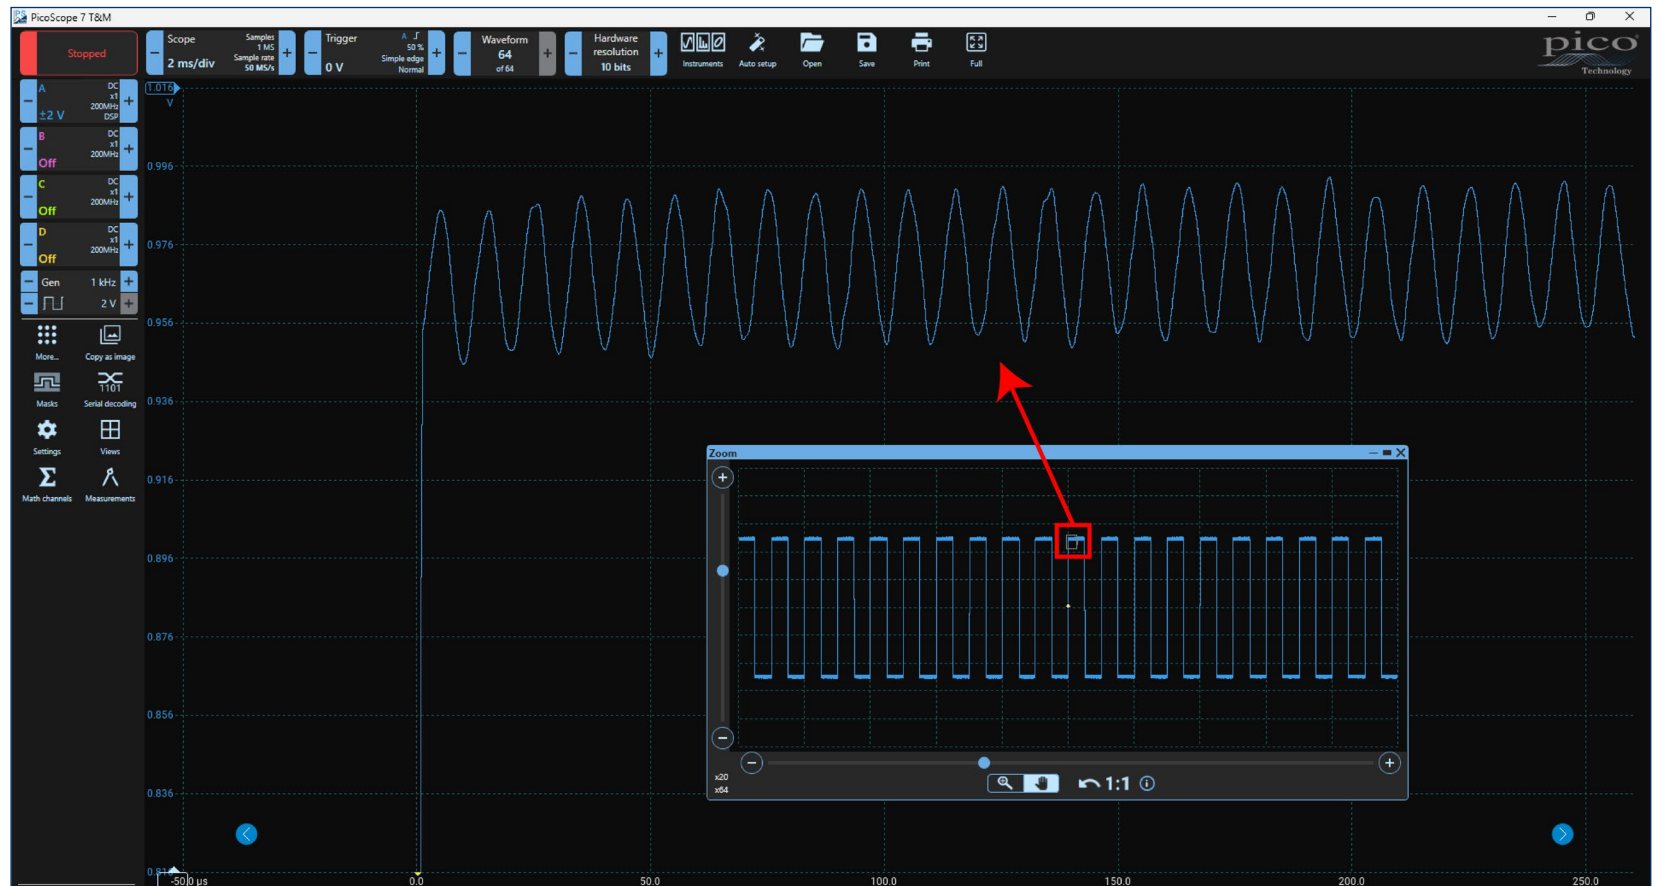 PicoScope 7 T&M
Stopped
Scope
2 ms/div
Samples
1 MS
Sample rate
50 MS/s
Trigger
0 V
A
50 %
Simple edge
Normal
Waveform
64
of 64
Hardware
resolution
10 bits
Instruments
Auto setup
Open
Save
Print
Full
pico
Technology
A
±2 V
DC
x1
200MHz
DSP
B
Off
DC
x1
200MHz
C
Off
DC
x1
200MHz
D
Off
DC
x1
200MHz
Gen
1 kHz
2 V
More...
Copy as image
1101
Masks
Serial decoding
Settings
Views
Math channels
Measurements
1.016
V
0.996
0.976
0.956
0.936
0.916
0.896
0.876
0.856
0.836
Zoom
x20
x64
1:1
-50.0 µs
0.0
50.0
100.0
150.0
200.0
250.0